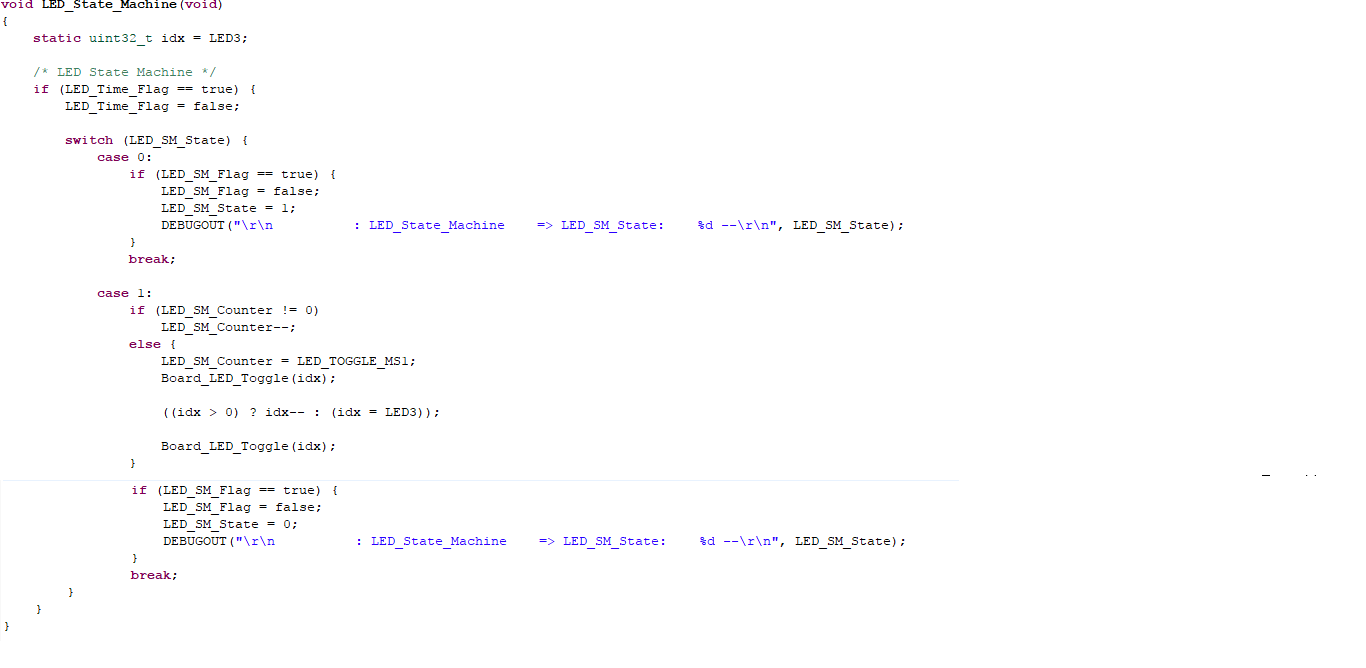 void LED_State_Machine(void)
{
    static uint32_t idx = LED3;

    /* LED State Machine */
    if (LED_Time_Flag == true) {
        LED_Time_Flag = false;

        switch (LED_SM_State) {
            case 0:
                if (LED_SM_Flag == true) {
                    LED_SM_Flag = false;
                    LED_SM_State = 1;
                    DEBUGOUT("\r\n          : LED_State_Machine    => LED_SM_State:    %d --\r\n", LED_SM_State);
                }
                break;

            case 1:
                if (LED_SM_Counter != 0)
                    LED_SM_Counter--;
                else {
                    LED_SM_Counter = LED_TOGGLE_MS1;
                    Board_LED_Toggle(idx);

                    ((idx > 0) ? idx-- : (idx = LED3));

                    Board_LED_Toggle(idx);
                }
                if (LED_SM_Flag == true) {
                    LED_SM_Flag = false;
                    LED_SM_State = 0;
                    DEBUGOUT("\r\n          : LED_State_Machine    => LED_SM_State:    %d --\r\n", LED_SM_State);
                }
                break;
        }
    }
}